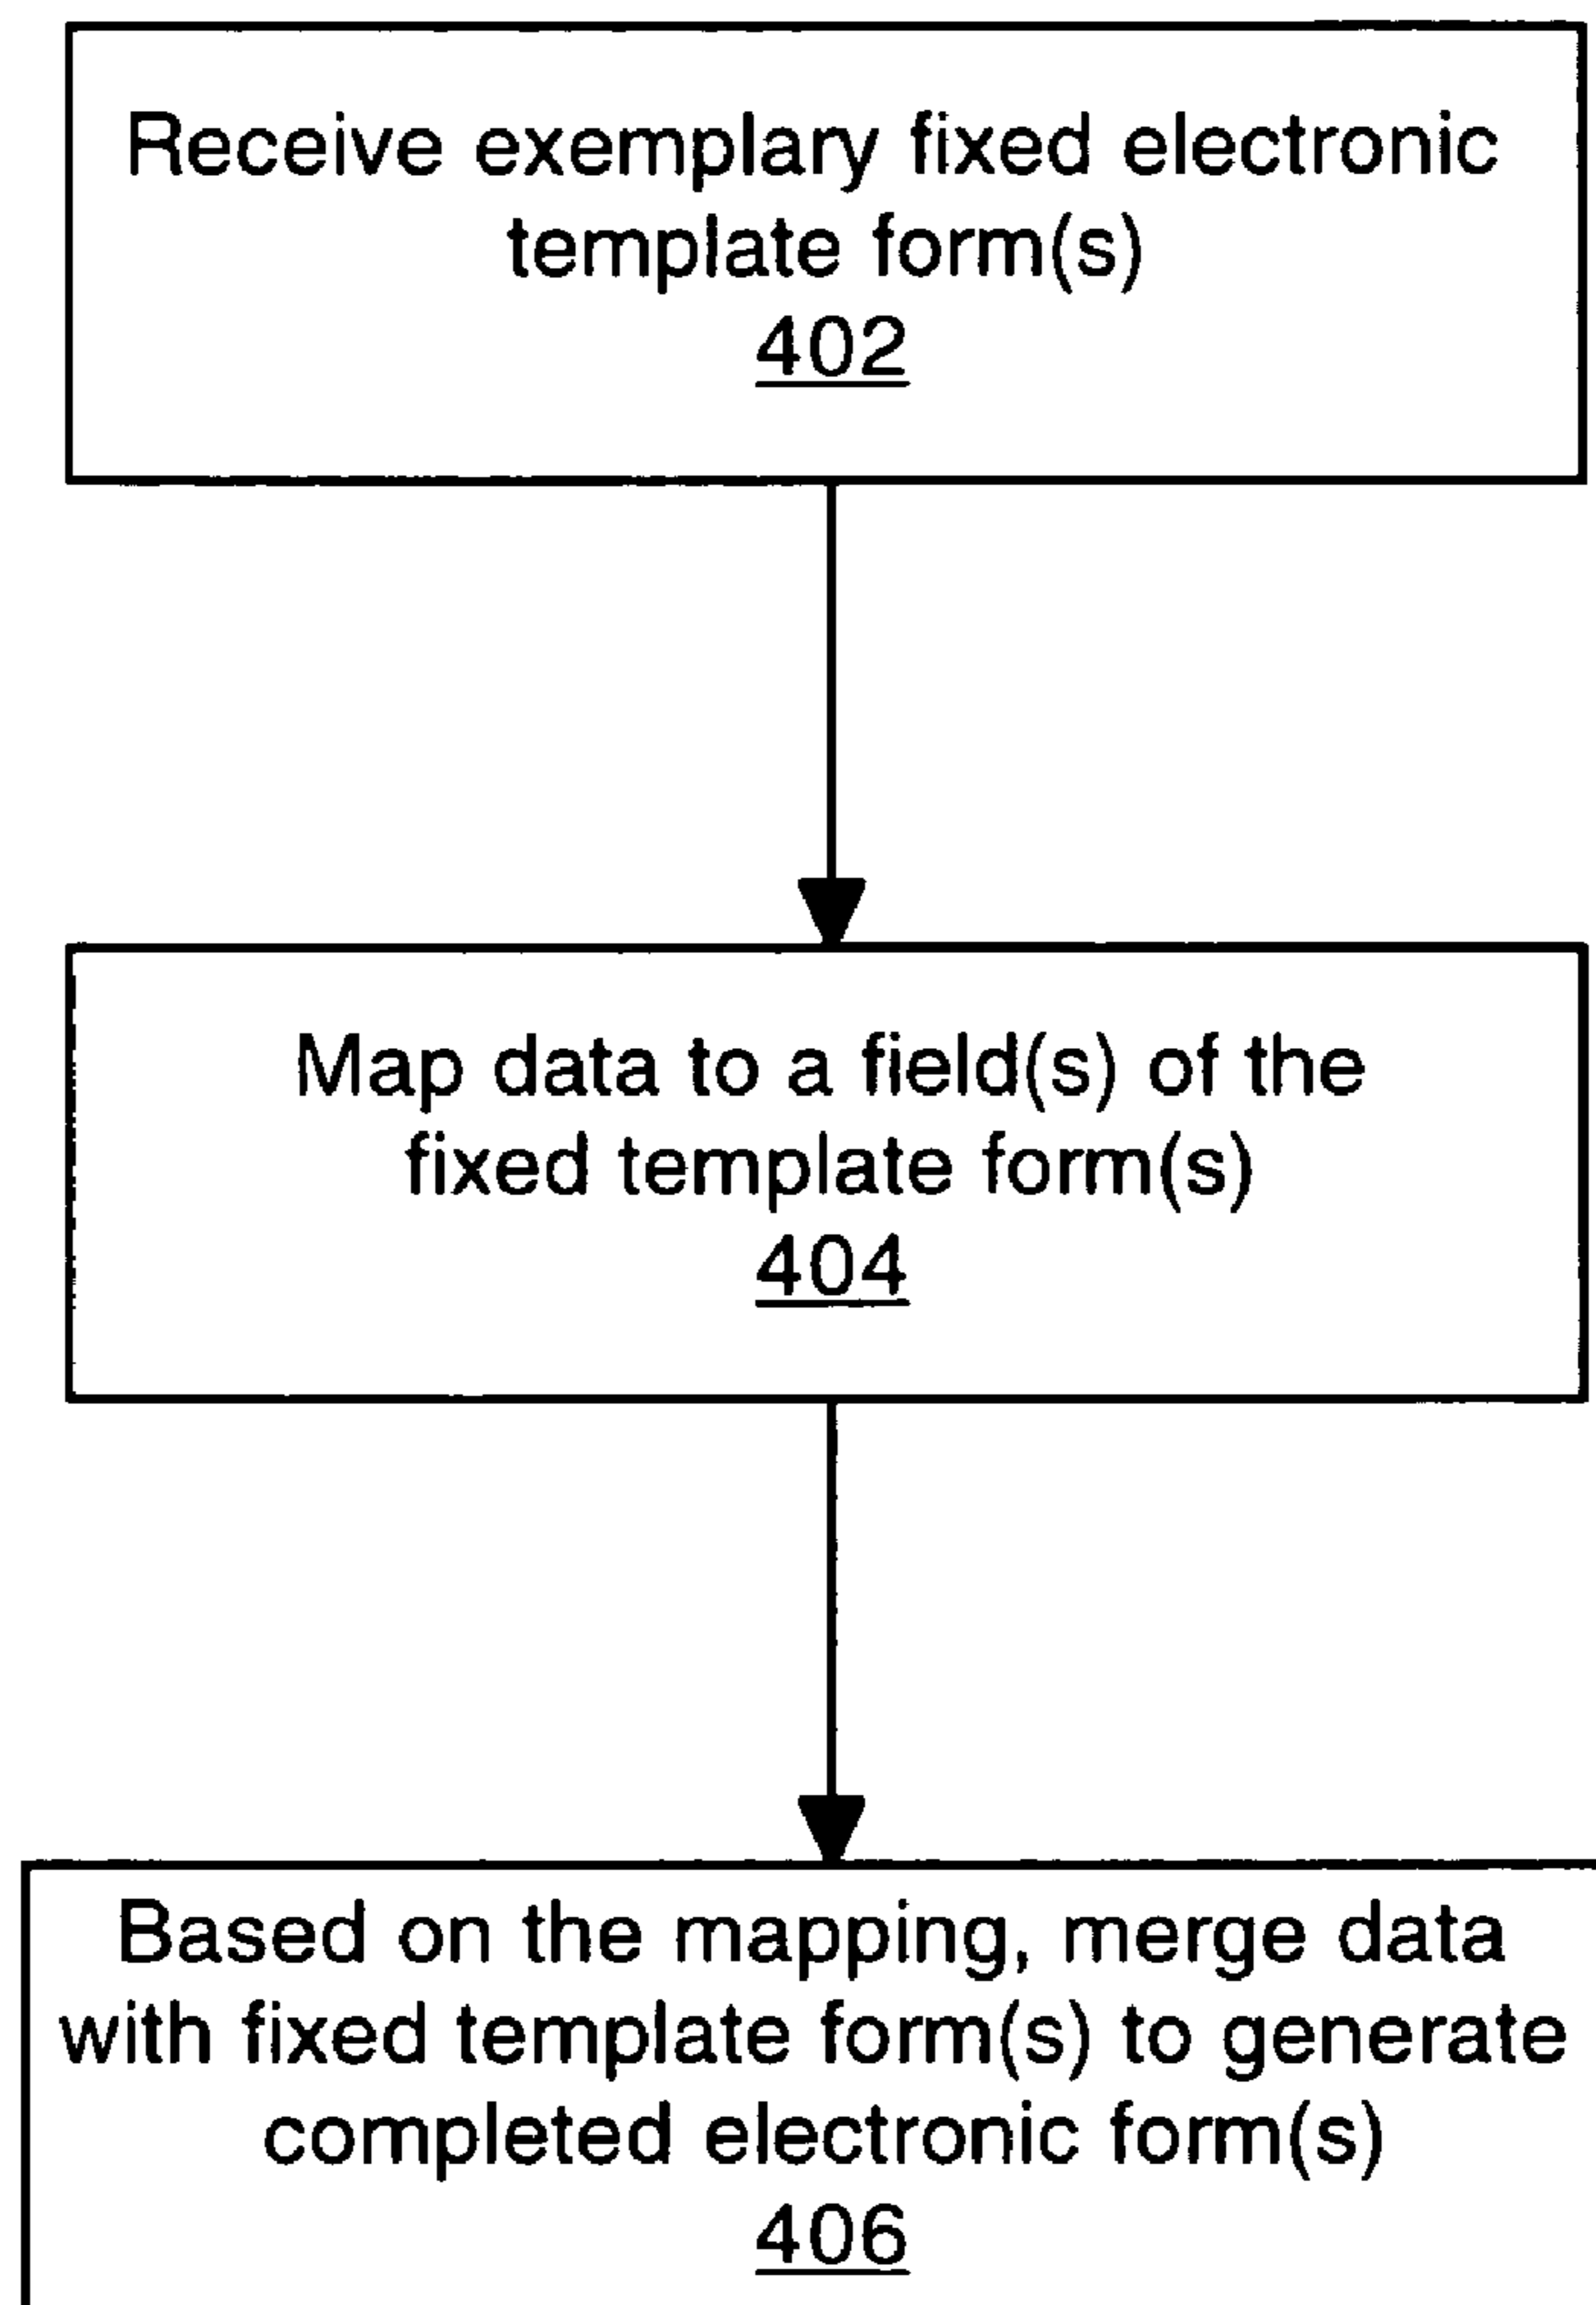 Receive exemplary fixed electronic
template form(s)
402
Map data to a field(s) of the
fixed template form(s)
404
Based on the mapping, merge data
with fixed template form(s) to generate
completed electronic form(s)
406